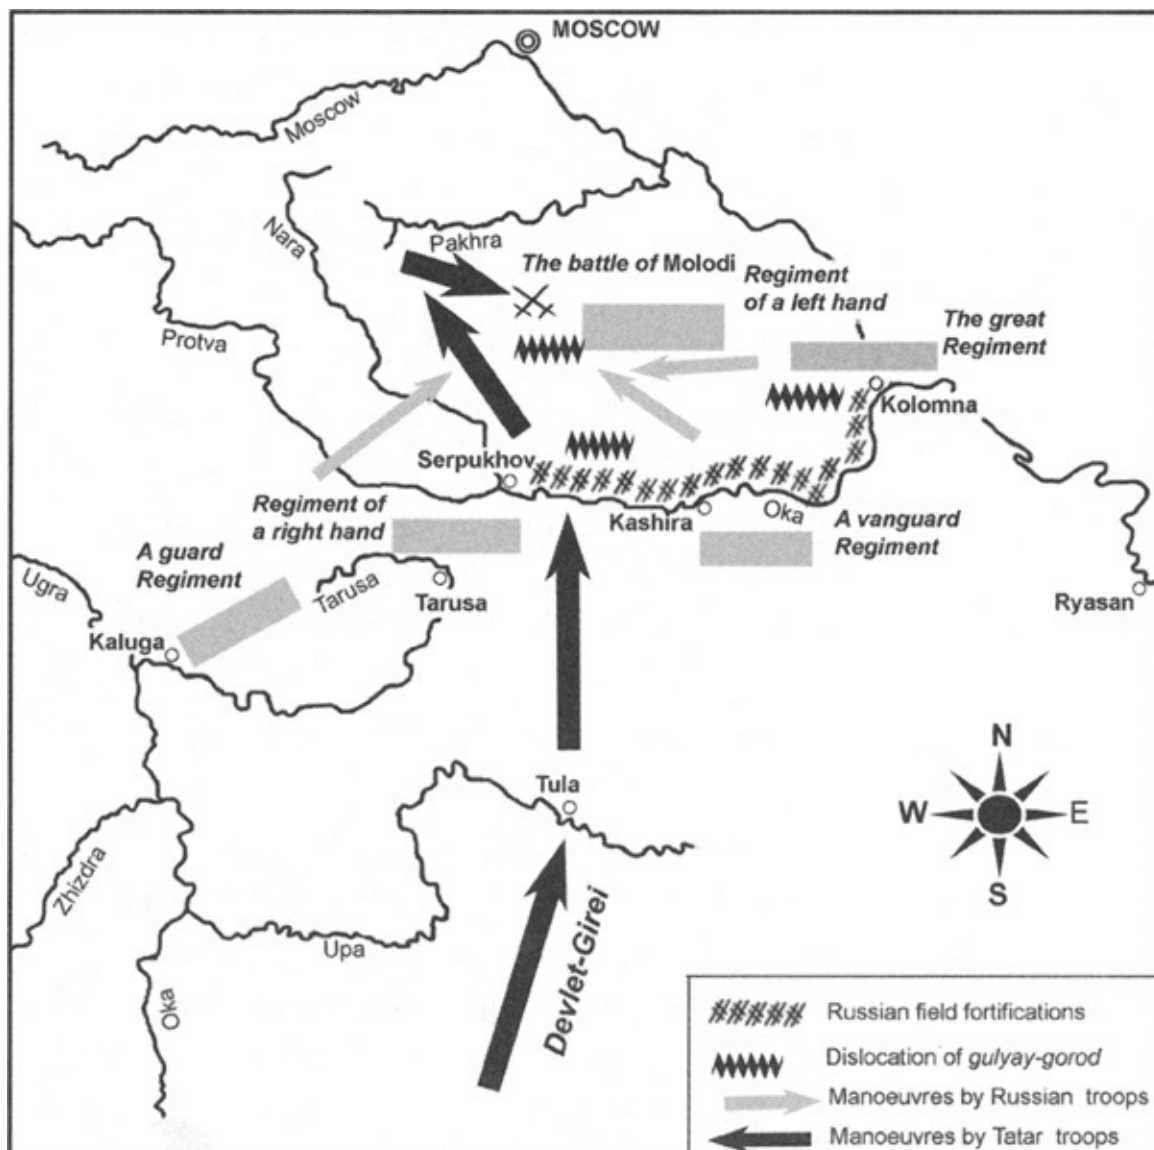 MOSCOW
Moscow
Nara
Pakhra
The battle of Molodi
Regiment
of a left hand
The great
Regiment
Protva
Kolomna
Serpukhov
Regiment of
a right hand
Kashira
Oka
A vanguard
Regiment
A guard
Regiment
Ugra
Tarusa
Tarusa
Ryasan
Kaluga
N
Tula
W
E
S
Zhizdra
Devlet-Girei
Upa
Oka
Russian field fortifications
Dislocation of gulyay-gorod
Manoeuvres by Russian troops
Manoeuvres by Tatar troops